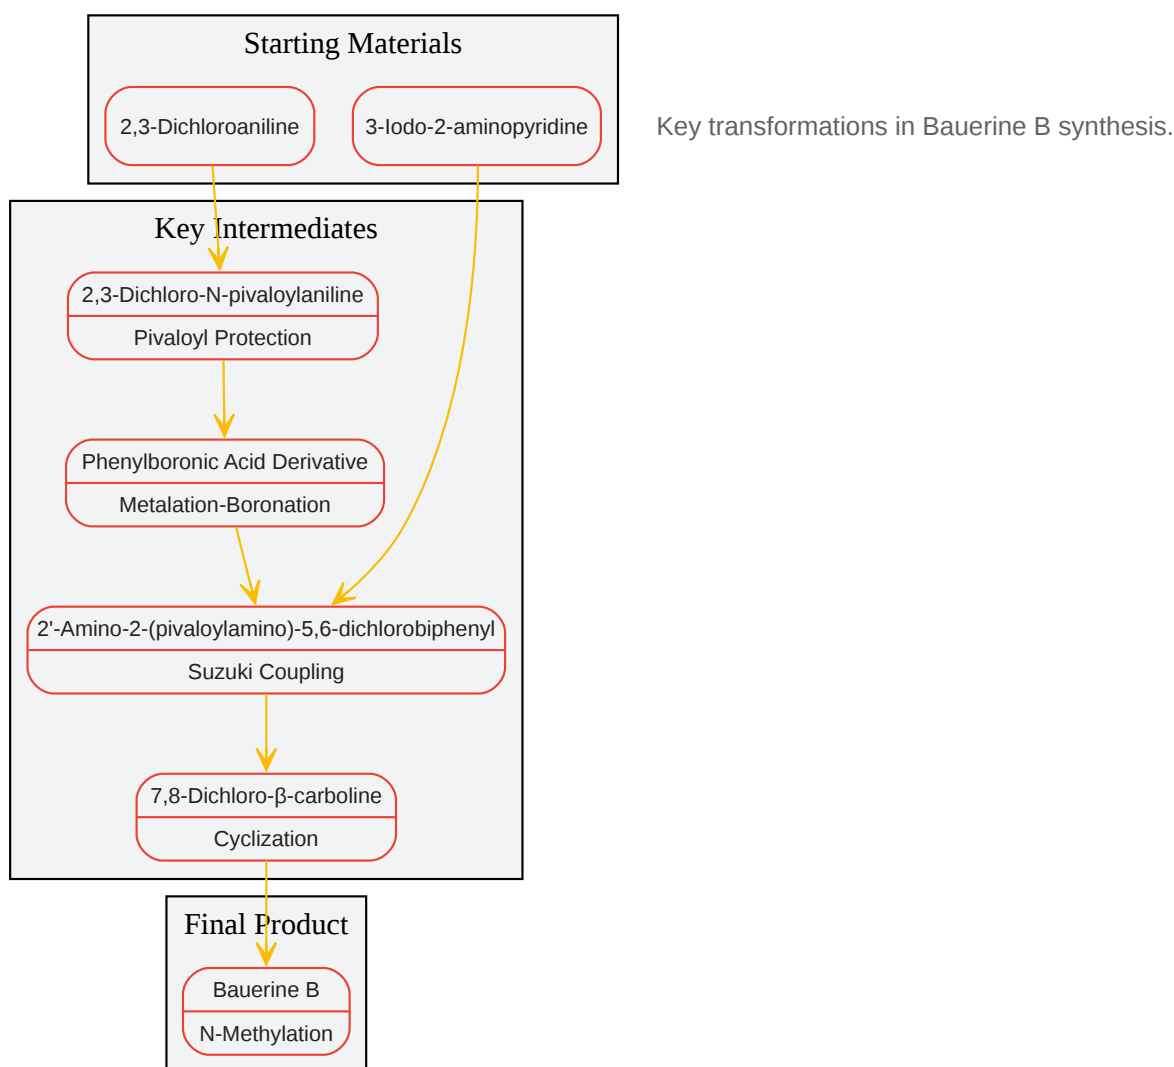 Starting Materials
2,3-Dichloroaniline
3-Iodo-2-aminopyridine
Key transformations in Bauerine B synthesis.
Key Intermediates
2,3-Dichloro-N-pivaloylaniline
Pivaloyl Protection
Phenylboronic Acid Derivative
Metalation-Boronation
2'-Amino-2-(pivaloylamino)-5,6-dichlorobiphenyl
Suzuki Coupling
7,8-Dichloro-β-carboline
Cyclization
Final Product
Bauerine B
N-Methylation